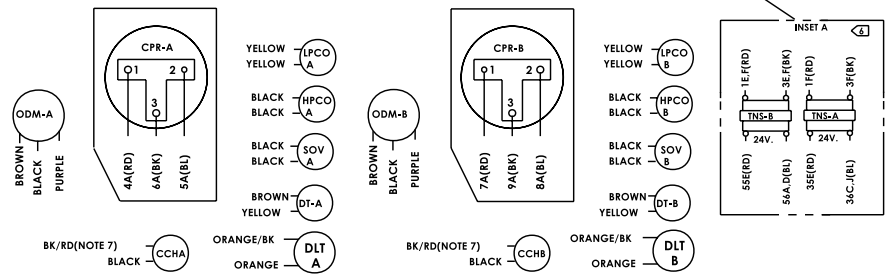 CPR-A
1
2
3
4A(RD)
6A(BK)
5A(BL)
ODM-A
BROWN
BLACK
PURPLE
YELLOW
YELLOW
LPCO
A
BLACK
BLACK
HPCO
A
BLACK
BLACK
SOV
A
BROWN
YELLOW
DT-A
ORANGE/BK
ORANGE
DLT
A
BK/RD(NOTE 7)
BLACK
CCHA
CPR-B
1
2
3
7A(RD)
9A(BK)
8A(BL)
ODM-B
BROWN
BLACK
PURPLE
YELLOW
YELLOW
LPCO
B
BLACK
BLACK
HPCO
B
BLACK
BLACK
SOV
B
BROWN
YELLOW
DT-B
ORANGE/BK
ORANGE
DLT
B
BK/RD(NOTE 7)
BLACK
CCHB
INSET A
6
1E,F(RD)
3E,F(BK)
1F(RD)
3F(BK)
TNS-B
TNS-A
24V.
24V.
55E(RD)
56A,D(BL)
35E(RD)
36C,J(BL)